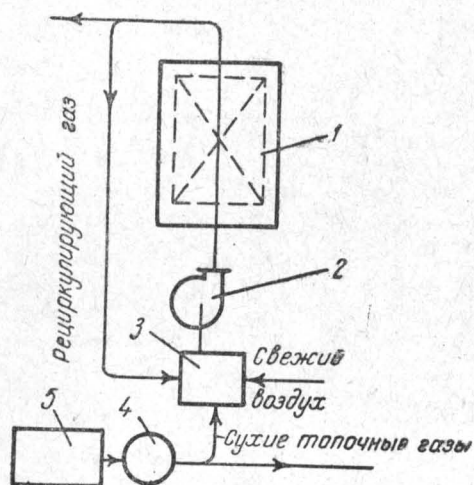 рециркулирующий газ
1
2
3
Свежий
воздух
5
4
Сухие топочные газы